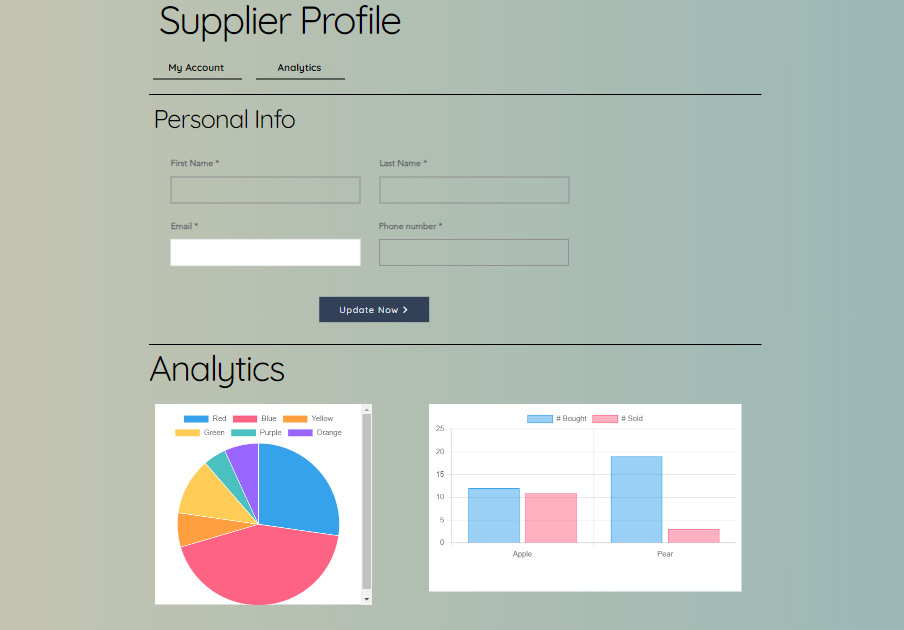 Supplier Profile
My Account Analytics
Personal Info
First Name * Last Name *
Email * Phone number *
Update Now
Analytics
Red Blue Yellow
Green Purple Orange
# Bought # Sold
25
20
15
10
5
0
Apple Pear